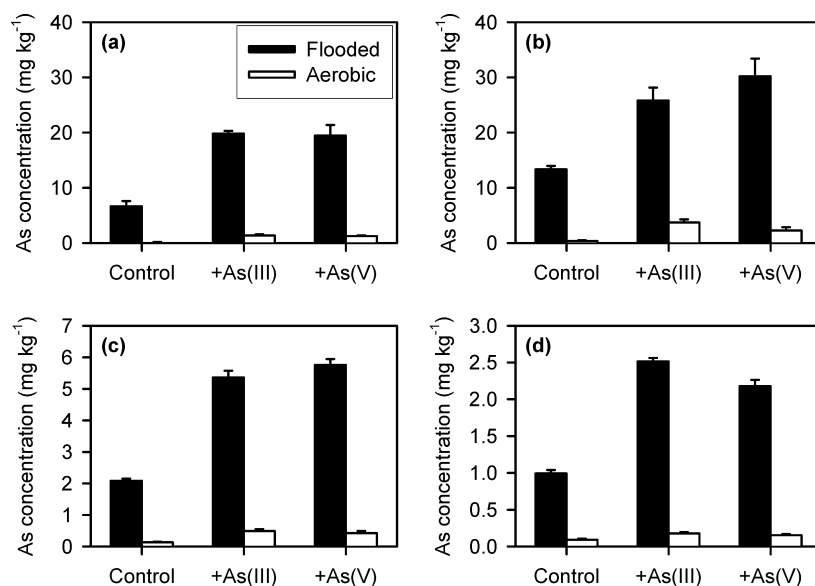 As concentration (mg kg⁻¹)
40
30
20
10
0
(a)
Flooded
Aerobic
Control +As(III) +As(V)
As concentration (mg kg⁻¹)
40
30
20
10
0
(b)
Control +As(III) +As(V)
As concentration (mg kg⁻¹)
7
6
5
4
3
2
1
0
(c)
Control +As(III) +As(V)
As concentration (mg kg⁻¹)
3.0
2.5
2.0
1.5
1.0
0.5
0.0
(d)
Control +As(III) +As(V)